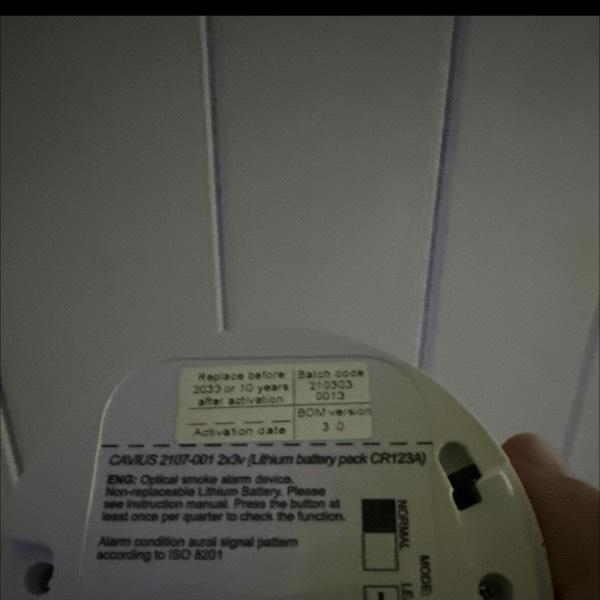 Replace before
2033 or 10 years
after activation
Activation date
Batch code
210303
0013
BOM version
3 0
CAVIUS 2107-001 2x3v (Lithium battery pack CR123A)
ENG: Optical smoke alarm device.
Non-replaceable Lithium Battery. Please
see instruction manual. Press the button at
least once per quarter to check the function.
Alarm condition aural signal pattern
according to ISO 8201
NORMAL
MODE